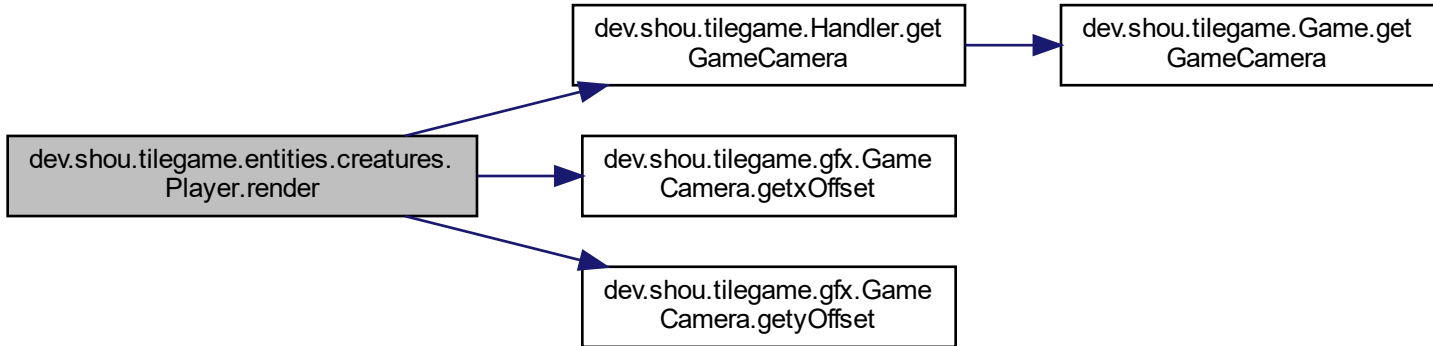 dev.shou.tilegame.entities.creatures.
Player.render
dev.shou.tilegame.Handler.get
GameCamera
dev.shou.tilegame.Game.get
GameCamera
dev.shou.tilegame.gfx.Game
Camera.getxOffset
dev.shou.tilegame.gfx.Game
Camera.getyOffset